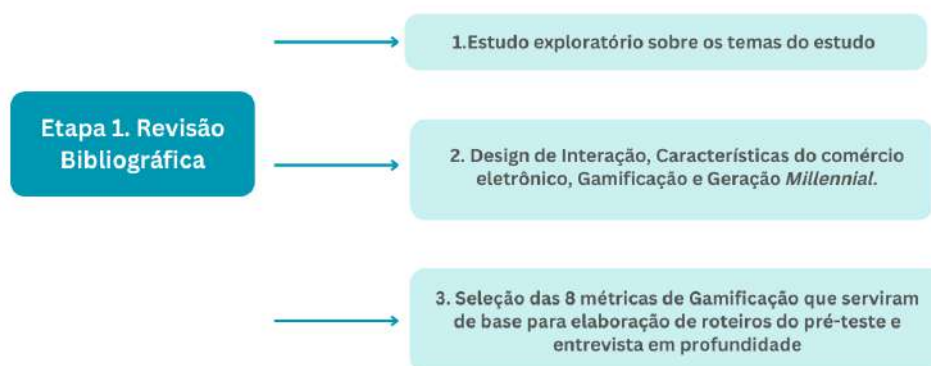 1.Estudo exploratório sobre os temas do estudo
Etapa 1. Revisão
Bibliográfica
2. Design de Interação, Características do comércio
eletrônico, Gamificação e Geração Millennial.
3. Seleção das 8 métricas de Gamificação que serviram
de base para elaboração de roteiros do pré-teste e
entrevista em profundidade